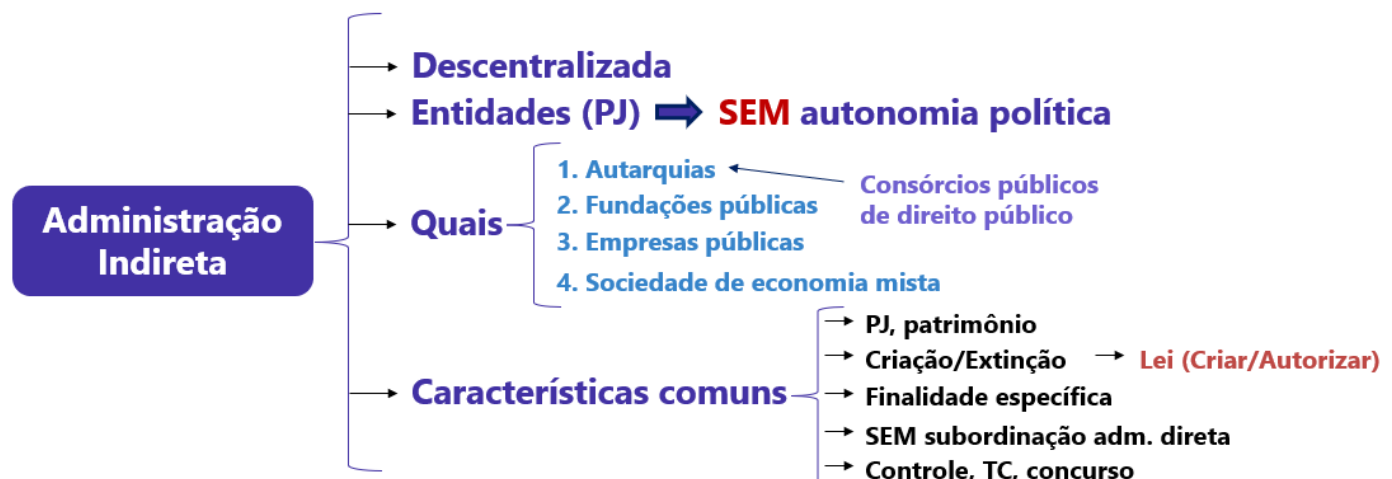 Administração
Indireta
Descentralizada
Entidades (PJ) SEM autonomia política
Quais
1. Autarquias
2. Fundações públicas
3. Empresas públicas
4. Sociedade de economia mista
Consórcios públicos
de direito público
Características comuns
PJ, patrimônio
Criação/Extinção Lei (Criar/Autorizar)
Finalidade específica
SEM subordinação adm. direta
Controle, TC, concurso